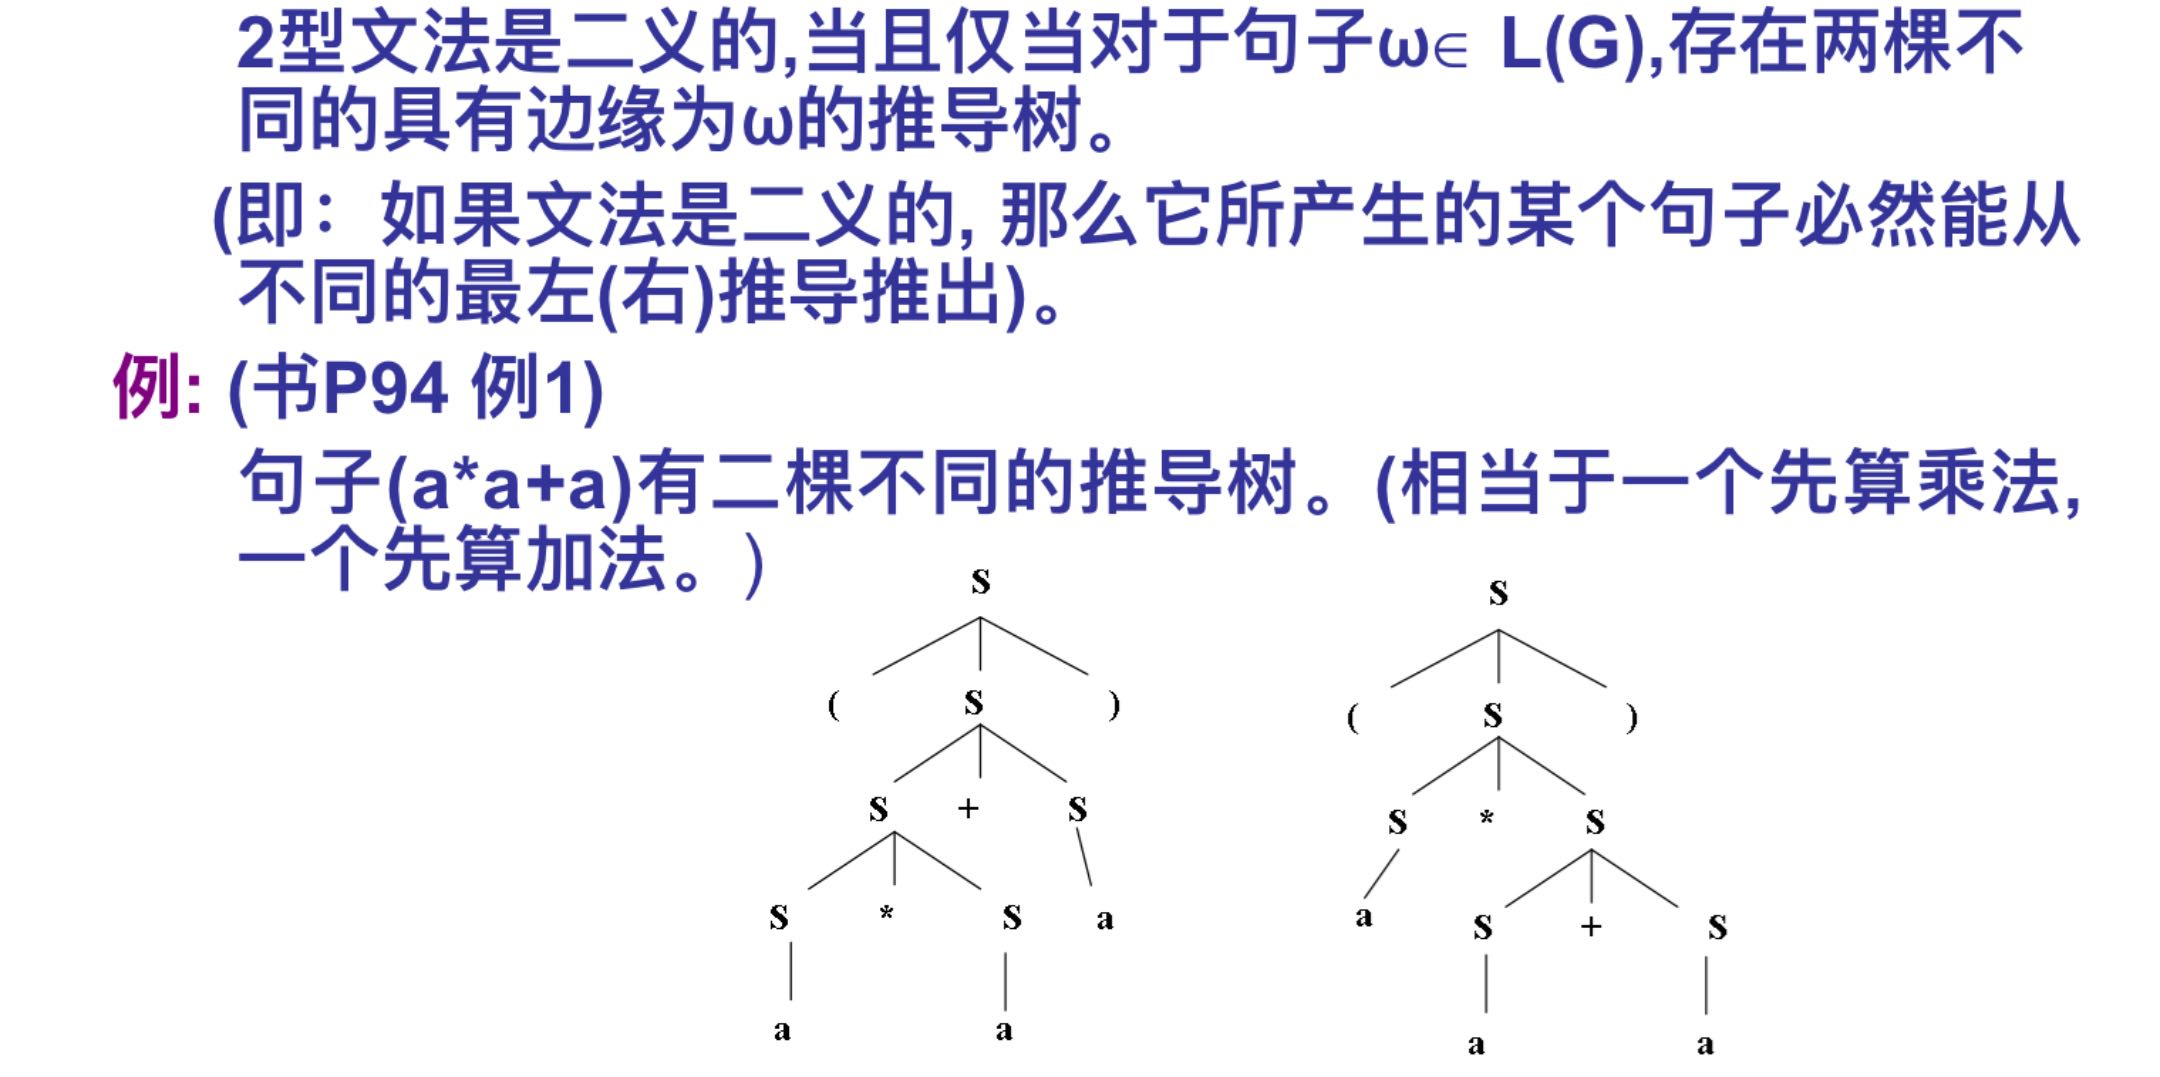 2型文法是二义的,当且仅当对于句子ω∈ L(G),存在两棵不
同的具有边缘为ω的推导树。
(即：如果文法是二义的, 那么它所产生的某个句子必然能从
不同的最左(右)推导推出)。
例: (书P94 例1)
句子(a*a+a)有二棵不同的推导树。(相当于一个先算乘法,
一个先算加法。)
S
( S )
S + S
S * S a
a a
S
( S )
S * S
a S + S
a a